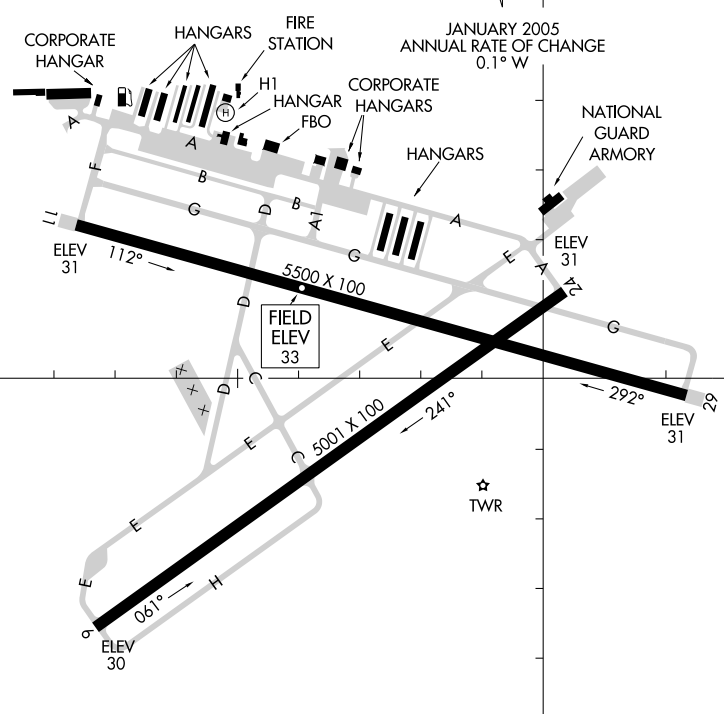 JANUARY 2005
ANNUAL RATE OF CHANGE
0.1° W
FIRE
STATION
HANGARS
CORPORATE
HANGAR
H1
H
HANGAR
FBO
CORPORATE
HANGARS
NATIONAL
GUARD
ARMORY
HANGARS
A
A
F
B
B
G
D
A1
A
11
ELEV
31
112°
5500 X 100
G
E
A
ELEV
31
24
D
FIELD
ELEV
33
E
G
X
X
X
D
C
241°
292°
29
ELEV
31
5001 X 100
E
C
TWR
E
E
H
061°
6
ELEV
30